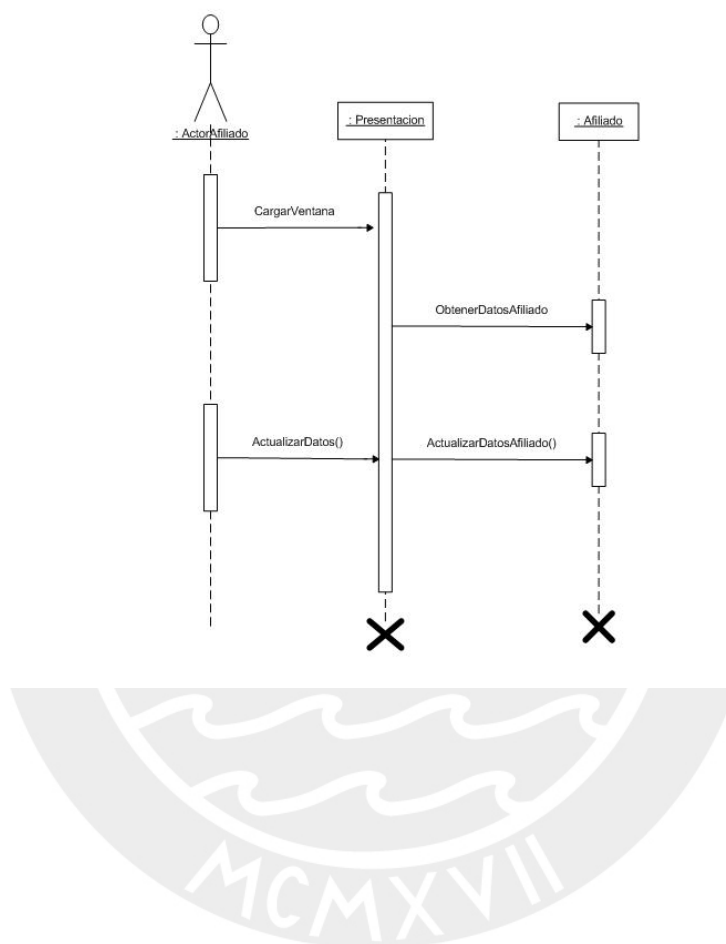 : ActorAfiliado
: Presentacion
: Afiliado
CargarVentana
ObtenerDatosAfiliado
ActualizarDatos()
ActualizarDatosAfiliado()
MCMXVII